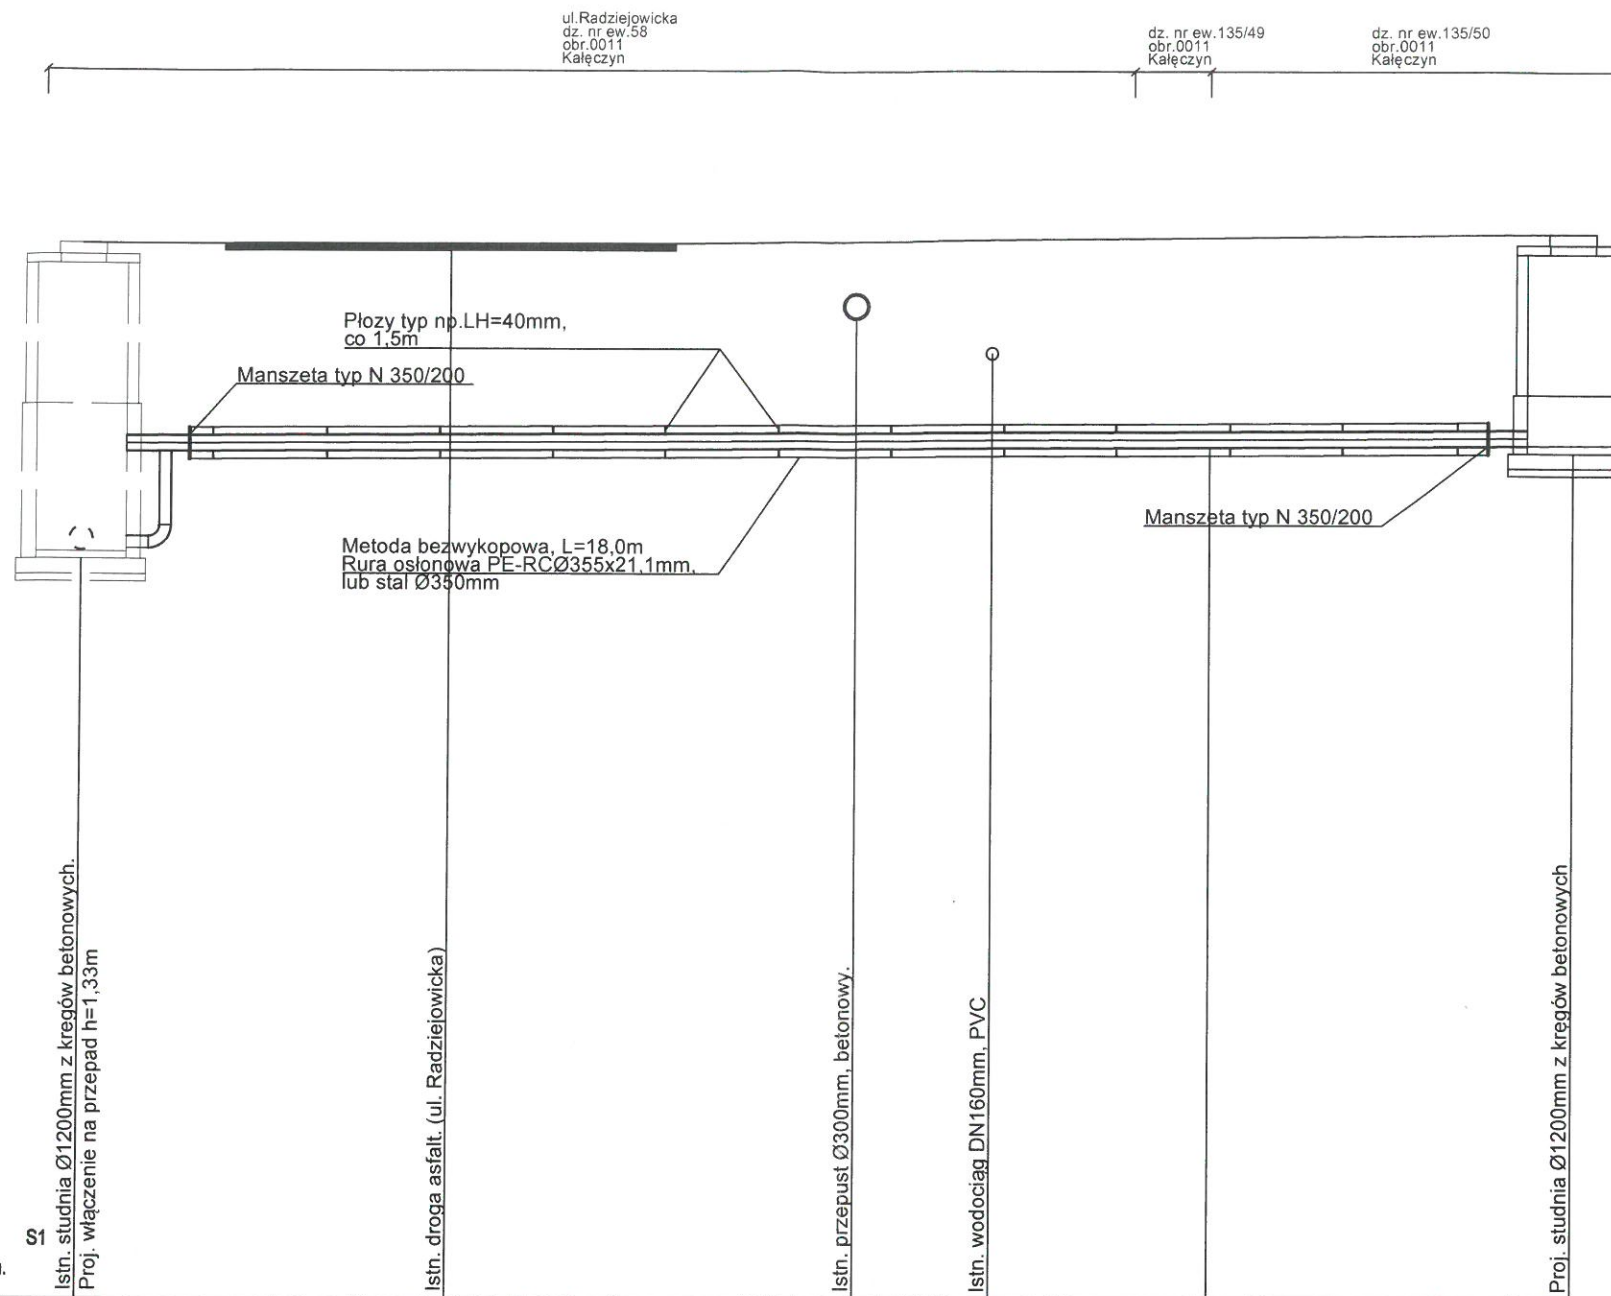 ul.Radziejowicka
dz. nr ew.58
obr.0011
Kałęczyn
dz. nr ew.135/49
obr.0011
Kałęczyn
dz. nr ew.135/50
obr.0011
Kałęczyn
Płozy typ np.LH=40mm,
co 1,5m
Manszeta typ N 350/200
Manszeta typ N 350/200
Metoda bezwykopowa, L=18,0m
Rura osłonowa PE-RCØ355x21,1mm,
lub stal Ø350mm
S1
Istn. studnia Ø1200mm z kręgów betonowych.
Proj. włączenie na przepad h=1,33m
Istn. droga asfalt. (ul. Radziejowicka)
Istn. przepust Ø300mm, betonowy.
Istn. wodociąg DN160mm, PVC
Proj. studnia Ø1200mm z kręgów betonowych